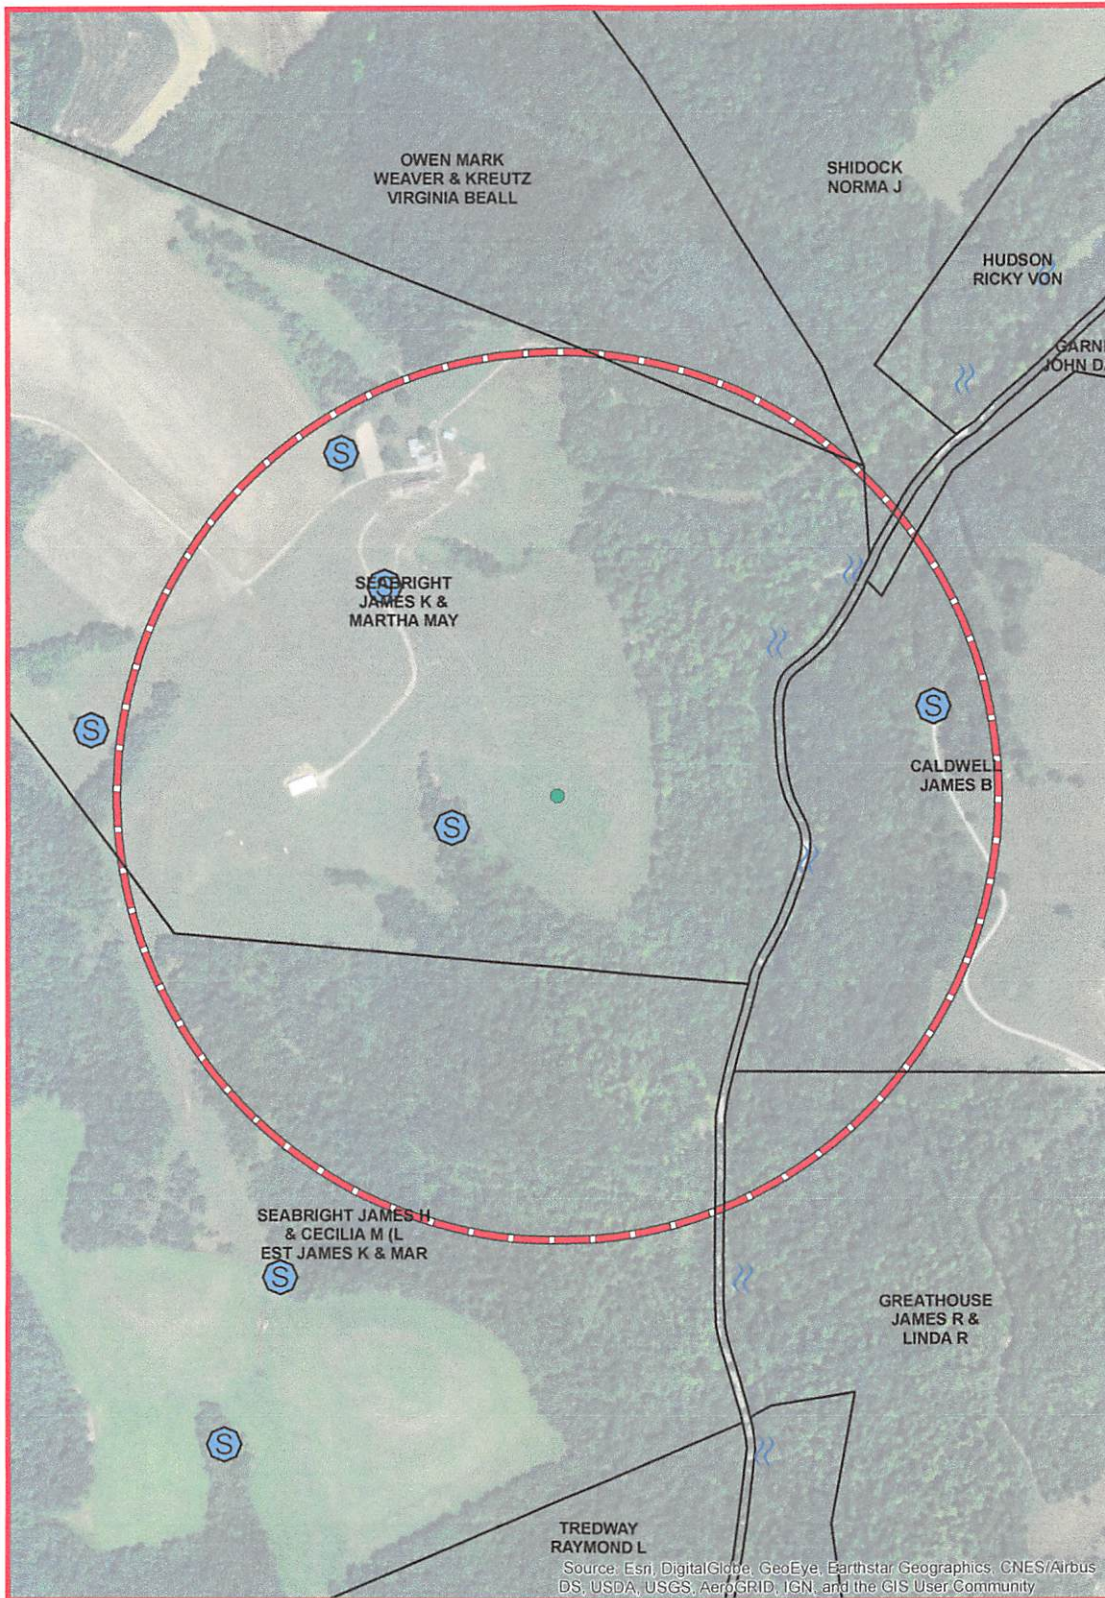 OWEN MARK
WEAVER & KREUTZ
VIRGINIA BEALL
SHIDOCK
NORMA J
HUDSON
RICKY VON
JOHN
S
SEABRIGHT
JAMES K &
MARTHA MAY
S
S
S
CALDWELL
JAMES B
S
SEABRIGHT JAMES H
& CECILIA M (L
EST JAMES K & MAR
S
GREATHOUSE
JAMES R &
LINDA R
S
TREDWAY
RAYMOND L
Source: Esri, DigitalGlobe, GeoEye, Earthstar Geographics, CNES/Airbus
DS, USDA, USGS, AeroGRID, IGN, and the GIS User Community